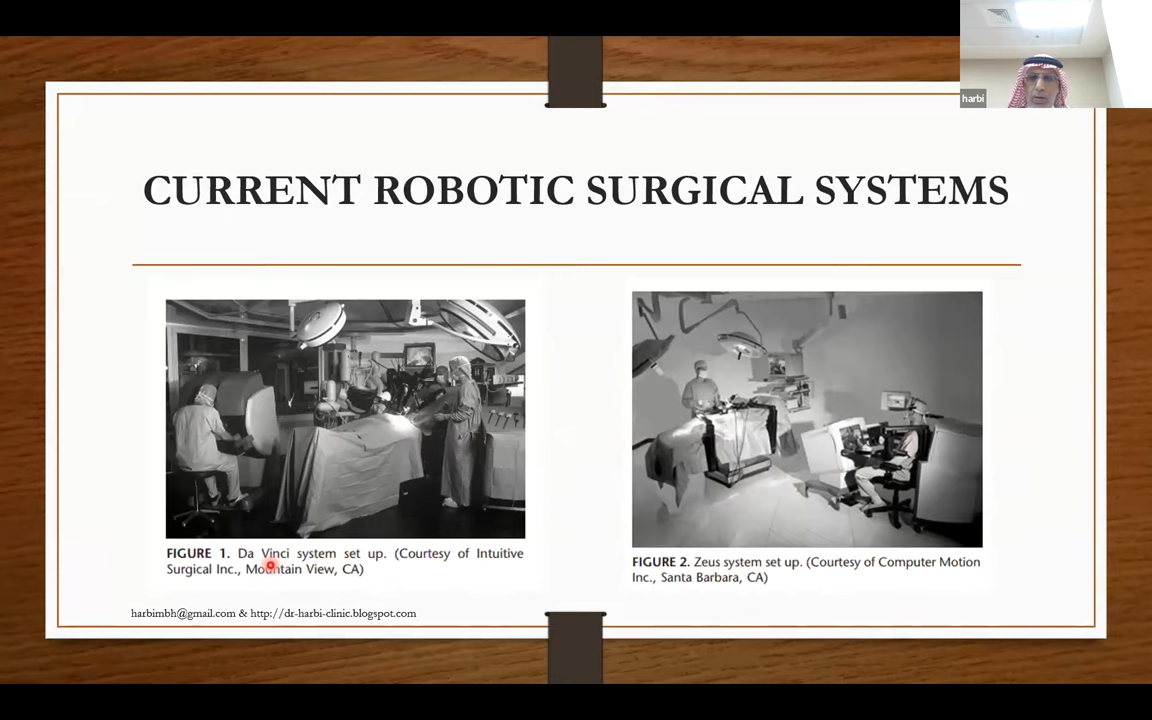 harbi
CURRENT ROBOTIC SURGICAL SYSTEMS
FIGURE 1. Da Vinci system set up. (Courtesy of Intuitive
Surgical Inc., Mountain View, CA)
FIGURE 2. Zeus system set up. (Courtesy of Computer Motion
Inc., Santa Barbara, CA)
harbimbh@gmail.com & http://dr-harbi-clinic.blogspot.com